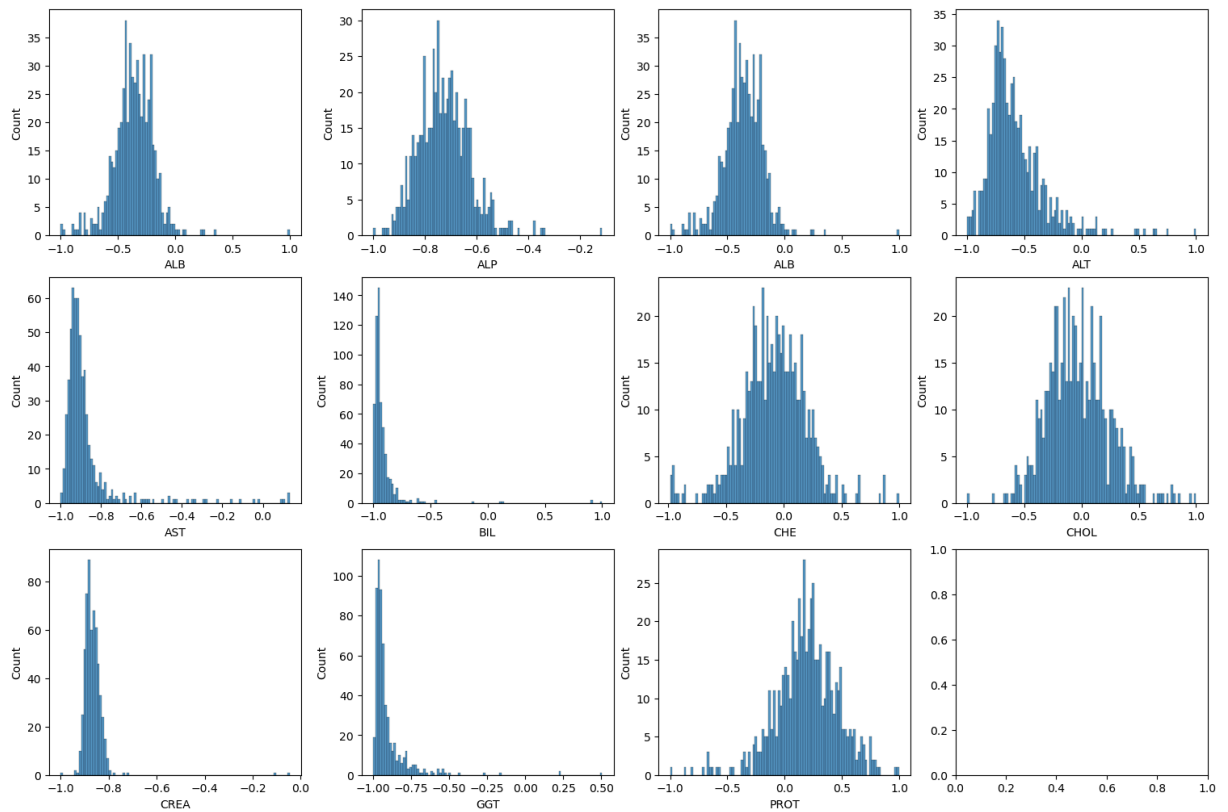 35
30
25
20
15
10
5
0
Count
−1.0 −0.5 0.0 0.5 1.0
ALB
30
25
20
15
10
5
0
Count
−1.0 −0.8 −0.6 −0.4 −0.2
ALP
35
30
25
20
15
10
5
0
Count
−1.0 −0.5 0.0 0.5 1.0
ALB
35
30
25
20
15
10
5
0
Count
−1.0 −0.5 0.0 0.5 1.0
ALT
60
50
40
30
20
10
0
Count
−1.0 −0.8 −0.6 −0.4 −0.2 0.0
AST
140
120
100
80
60
40
20
0
Count
−1.0 −0.5 0.0 0.5 1.0
BIL
20
15
10
5
0
Count
−1.0 −0.5 0.0 0.5 1.0
CHE
20
15
10
5
0
Count
−1.0 −0.5 0.0 0.5 1.0
CHOL
80
60
40
20
0
Count
−1.0 −0.8 −0.6 −0.4 −0.2 0.0
CREA
100
80
60
40
20
0
Count
−1.00 −0.75 −0.50 −0.25 0.00 0.25 0.50
GGT
25
20
15
10
5
0
Count
−1.0 −0.5 0.0 0.5 1.0
PROT
1.0
0.8
0.6
0.4
0.2
0.0
0.0 0.2 0.4 0.6 0.8 1.0